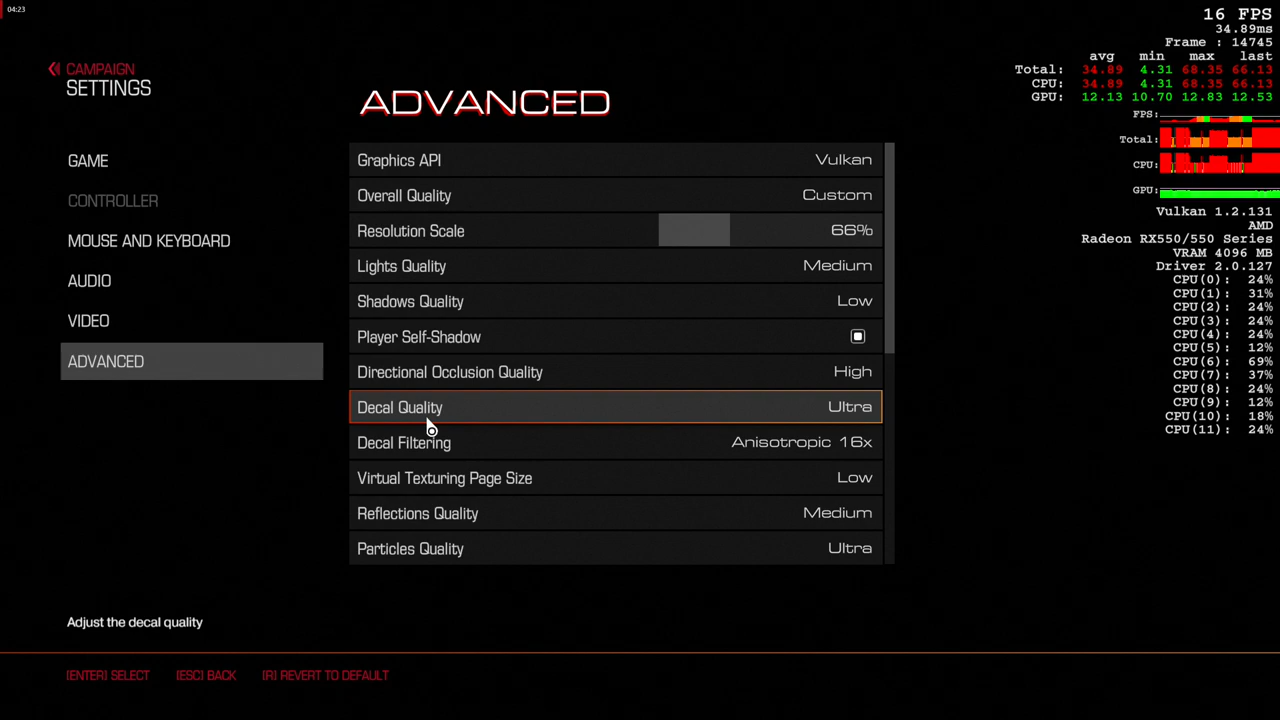 04:23
16 FPS
34.89ms
Frame : 14745
avg min max last
Total: 34.89 4.31 68.35 66.13
CPU: 34.89 4.31 68.35 66.13
GPU: 12.13 10.70 12.83 12.53
FPS:
Total:
CPU:
GPU:
Vulkan 1.2.131
AMD
Radeon RX550/550 Series
VRAM 4096 MB
Driver 2.0.127
CPU(0): 24%
CPU(1): 31%
CPU(2): 24%
CPU(3): 24%
CPU(4): 24%
CPU(5): 12%
CPU(6): 69%
CPU(7): 37%
CPU(8): 24%
CPU(9): 12%
CPU(10): 18%
CPU(11): 24%
CAMPAIGN
SETTINGS
GAME
CONTROLLER
MOUSE AND KEYBOARD
AUDIO
VIDEO
ADVANCED
ADVANCED
Graphics API Vulkan
Overall Quality Custom
Resolution Scale 66%
Lights Quality Medium
Shadows Quality Low
Player Self-Shadow
Directional Occlusion Quality High
Decal Quality Ultra
Decal Filtering Anisotropic 16x
Virtual Texturing Page Size Low
Reflections Quality Medium
Particles Quality Ultra
Adjust the decal quality
[ENTER] SELECT [ESC] BACK [R] REVERT TO DEFAULT